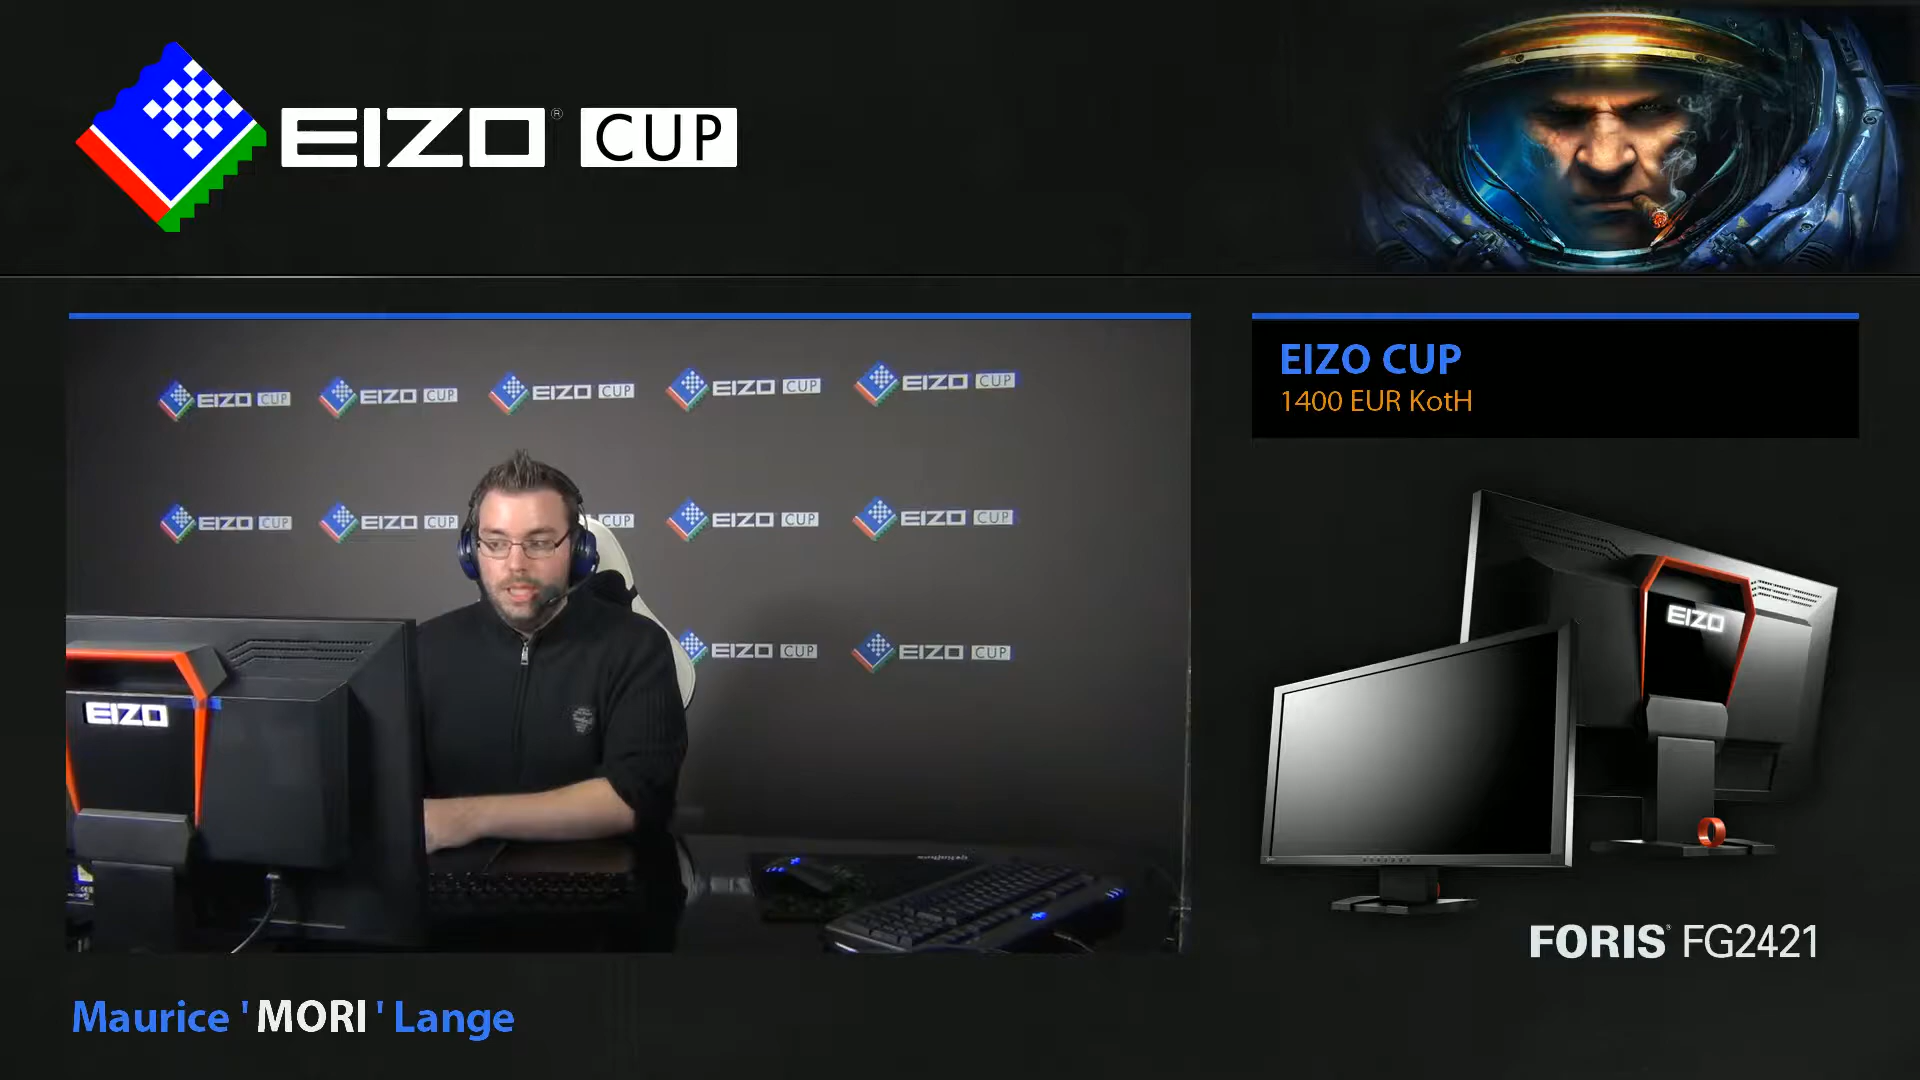 EIZO® CUP
EIZO CUP
1400 EUR KotH
EIZO CUP EIZO CUP EIZO CUP EIZO CUP EIZO CUP
EIZO CUP EIZO CUP CUP EIZO CUP EIZO CUP
EIZO CUP EIZO CUP
EIZO
EIZO
FORIS® FG2421
Maurice 'MORI' Lange